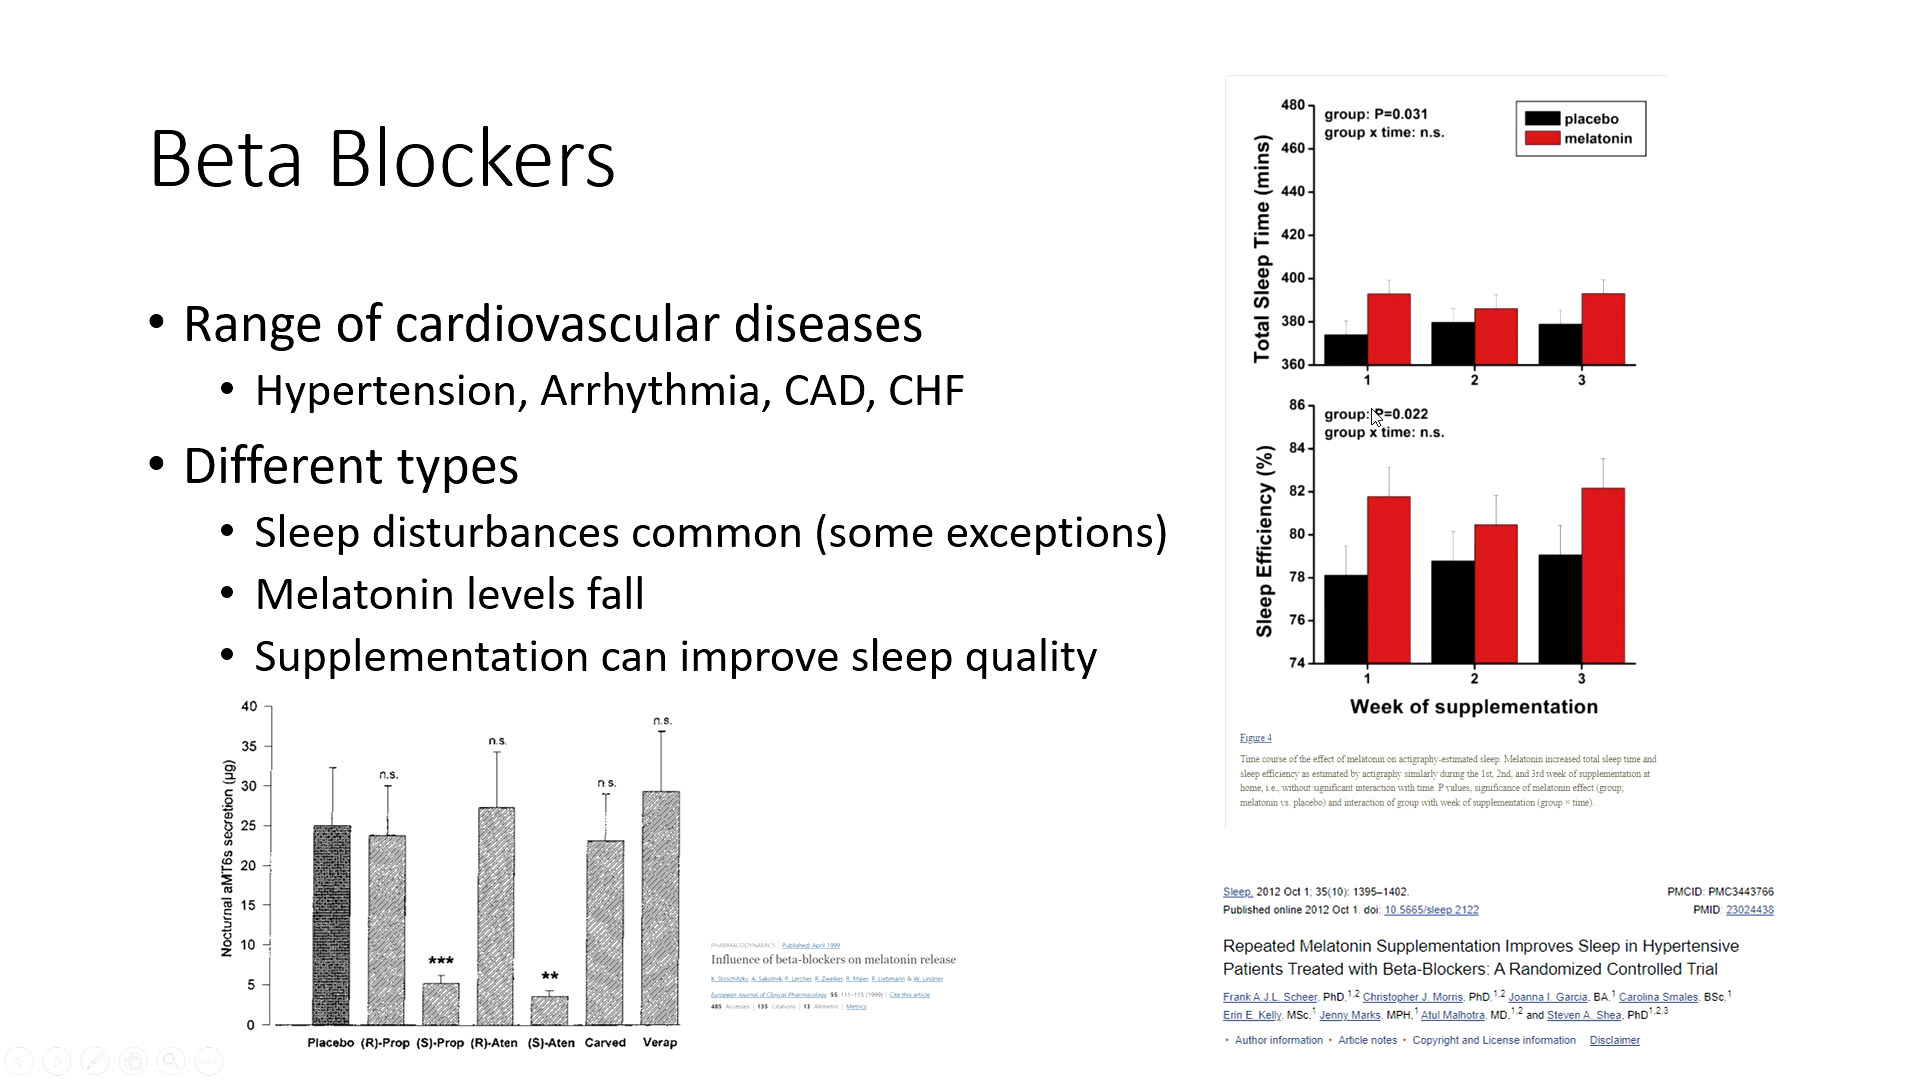 Beta Blockers
• Range of cardiovascular diseases
• Hypertension, Arrhythmia, CAD, CHF
• Different types
• Sleep disturbances common (some exceptions)
• Melatonin levels fall
• Supplementation can improve sleep quality
40
35
30
25
20
15
10
5
0
Nocturnal aMT6s secretion (µg)
n.s.
***
n.s.
**
n s.
n.s.
Placebo (R)-Prop (S)-Prop (R)-Aten (S)-Aten Carved Verap
PHARMACODYNAMICS | Published: April 1999
Influence of beta-blockers on melatonin release
K. Stoschitzky, A. Sakotnik, P. Lercher, R. Zweiker, R. Maier, P. Liebmann & W. Lindner
European Journal of Clinical Pharmacology 55, 111–115 (1999) | Cite this article
485 Accesses | 135 Citations | 13 Altmetric | Metrics
480
460
440
420
400
380
360
Total Sleep Time (mins)
group: P=0.031
group x time: n.s.
placebo
melatonin
1 2 3
86
84
82
80
78
76
74
Sleep Efficiency (%)
group: P=0.022
group x time: n.s.
1 2 3
Week of supplementation
Figure 4
Time course of the effect of melatonin on actigraphy-estimated sleep. Melatonin increased total sleep time and
sleep efficiency as estimated by actigraphy similarly during the 1st, 2nd, and 3rd week of supplementation at
home, i.e., without significant interaction with time. P values, significance of melatonin effect (group;
melatonin vs. placebo) and interaction of group with week of supplementation (group × time).
Sleep. 2012 Oct 1; 35(10): 1395–1402. PMCID: PMC3443766
Published online 2012 Oct 1. doi: 10.5665/sleep.2122 PMID: 23024438
Repeated Melatonin Supplementation Improves Sleep in Hypertensive
Patients Treated with Beta-Blockers: A Randomized Controlled Trial
Frank A.J.L. Scheer, PhD,1,2 Christopher J. Morris, PhD,1,2 Joanna I. Garcia, BA,1 Carolina Smales, BSc,1
Erin E. Kelly, MSc,1 Jenny Marks, MPH,1 Atul Malhotra, MD,1,2 and Steven A. Shea, PhD1,2,3
• Author information • Article notes • Copyright and License information Disclaimer